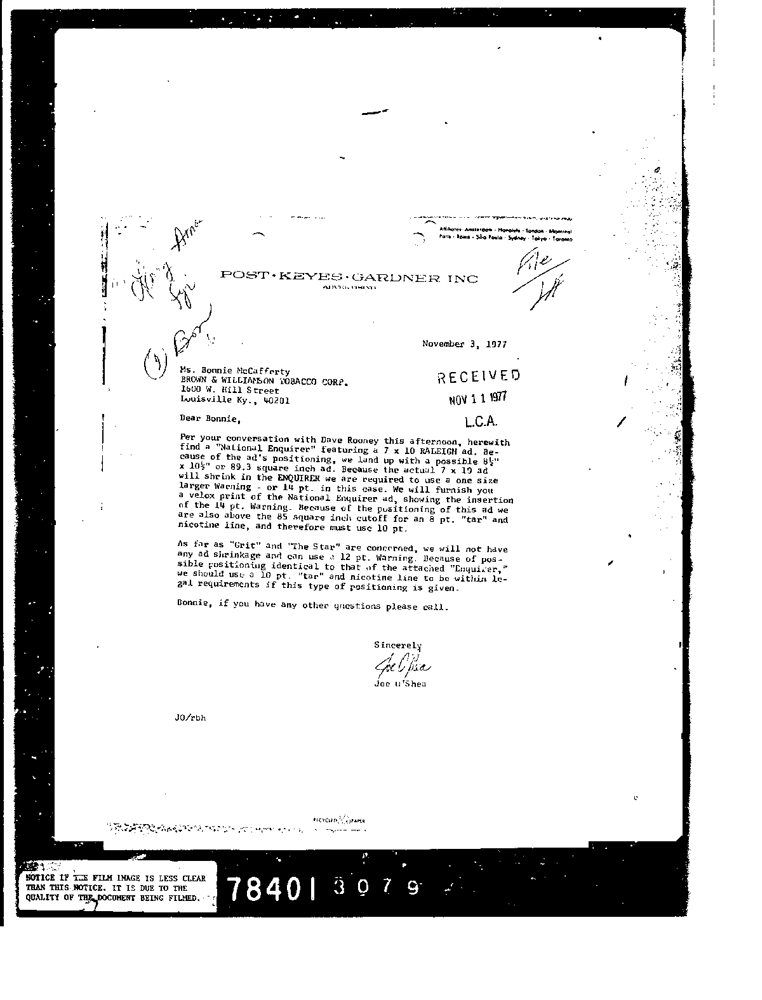 Affiliates: Amsterdam - Honolulu - London - Montreal
Paris - Rome - São Paulo - Sydney - Tokyo - Toronto
File
POST·KEYES·GARDNER INC
ADVERTISING
(4) Bon
November 3, 1977
Ms. Bonnie McCafferty
BROWN & WILLIAMSON TOBACCO CORP.
1600 W. Hill Street
Louisville Ky., 40201
RECEIVED
NOV 11 1977
L.C.A.
Dear Bonnie,
Per your conversation with Dave Rooney this afternoon, herewith
find a "National Enquirer" featuring a 7 x 10 RALEIGH ad. Be-
cause of the ad's positioning, we land up with a possible 8½"
x 10½" or 89.3 square inch ad. Because the actual 7 x 10 ad
will shrink in the ENQUIRER we are required to use a one size
larger Warning - or 14 pt. in this case. We will furnish you
a velox print of the National Enquirer ad, showing the insertion
of the 14 pt. Warning. Because of the positioning of this ad we
are also above the 85 square inch cutoff for an 8 pt. "tar" and
nicotine line, and therefore must use 10 pt.
As far as "Grit" and "The Star" are concerned, we will not have
any ad shrinkage and can use a 12 pt. Warning. Because of pos-
sible positioning identical to that of the attached "Enquirer,"
we should use a 10 pt. "tar" and nicotine line to be within le-
gal requirements if this type of positioning is given.
Bonnie, if you have any other questions please call.
Sincerely
Joe O'Shea
Joe O'Shea
JO/rbh
RECYCLED PAPER
NOTICE IF THE FILM IMAGE IS LESS CLEAR
THAN THIS NOTICE. IT IS DUE TO THE
QUALITY OF THE DOCUMENT BEING FILMED.
78401 3079